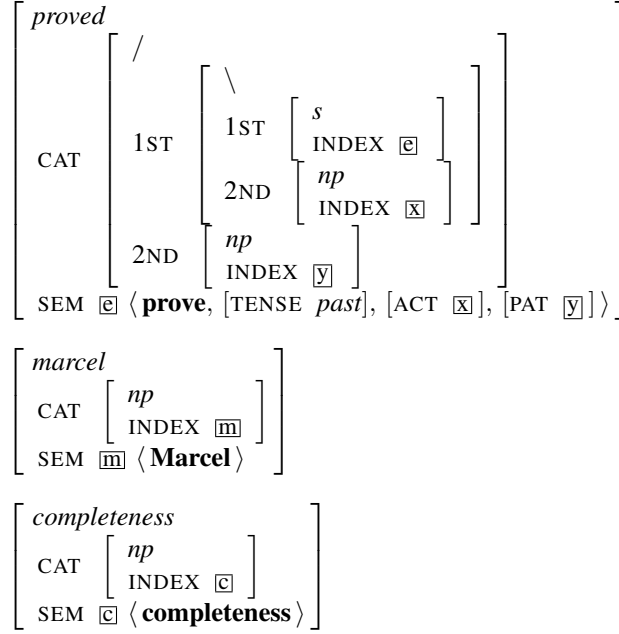 proved
/
\
1ST s
INDEX e
1ST
CAT
2ND np
INDEX x
2ND np
INDEX y
SEM e ⟨ prove, [TENSE past], [ACT x ], [PAT y ] ⟩
marcel
CAT np
INDEX m
SEM m ⟨ Marcel ⟩
completeness
CAT np
INDEX c
SEM c ⟨ completeness ⟩